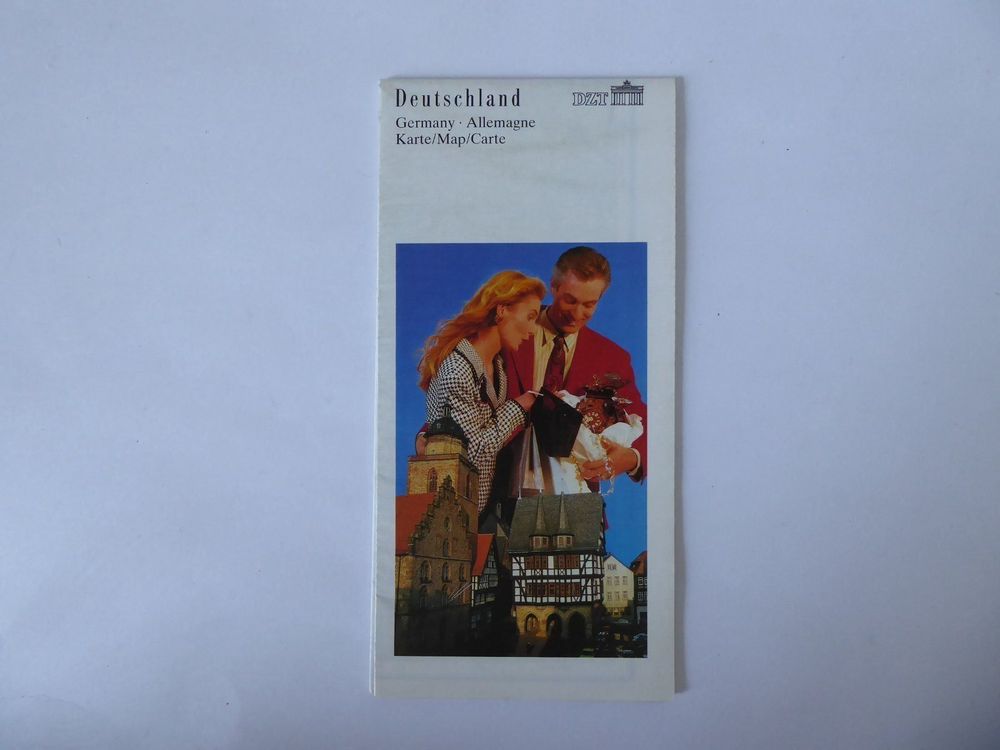 Deutschland
DZT
Germany · Allemagne
Karte/Map/Carte